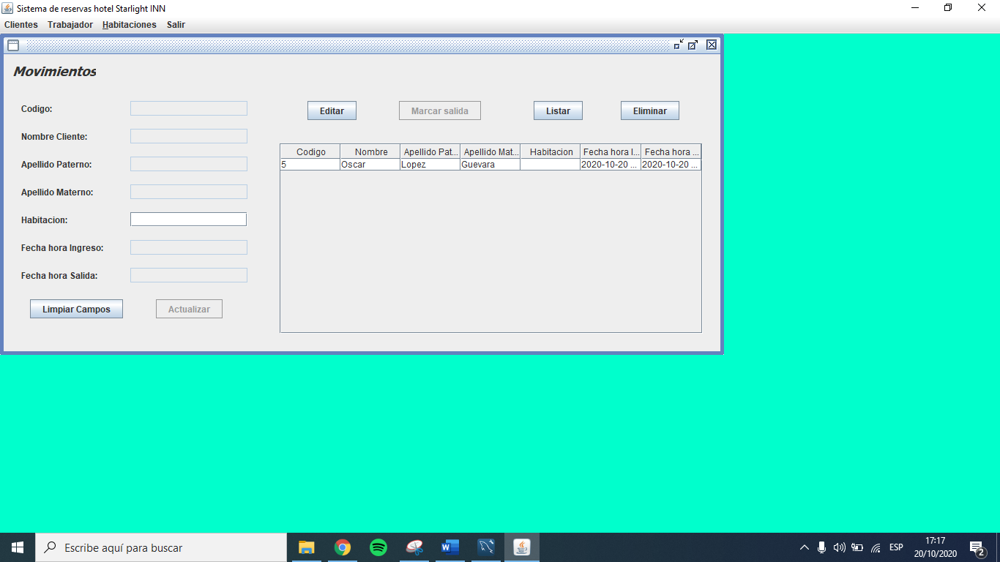 Sistema de reservas hotel Starlight INN
Clientes Trabajador Habitaciones Salir
Movimientos
Codigo:
Nombre Cliente:
Apellido Paterno:
Apellido Materno:
Habitacion:
Fecha hora Ingreso:
Fecha hora Salida:
Limpiar Campos Actualizar
Editar Marcar salida Listar Eliminar
Codigo Nombre Apellido Pat... Apellido Mat... Habitacion Fecha hora I... Fecha hora ...
5 Oscar Lopez Guevara 2020-10-20 ... 2020-10-20 ...
Escribe aquí para buscar
ESP
17:17
20/10/2020
2